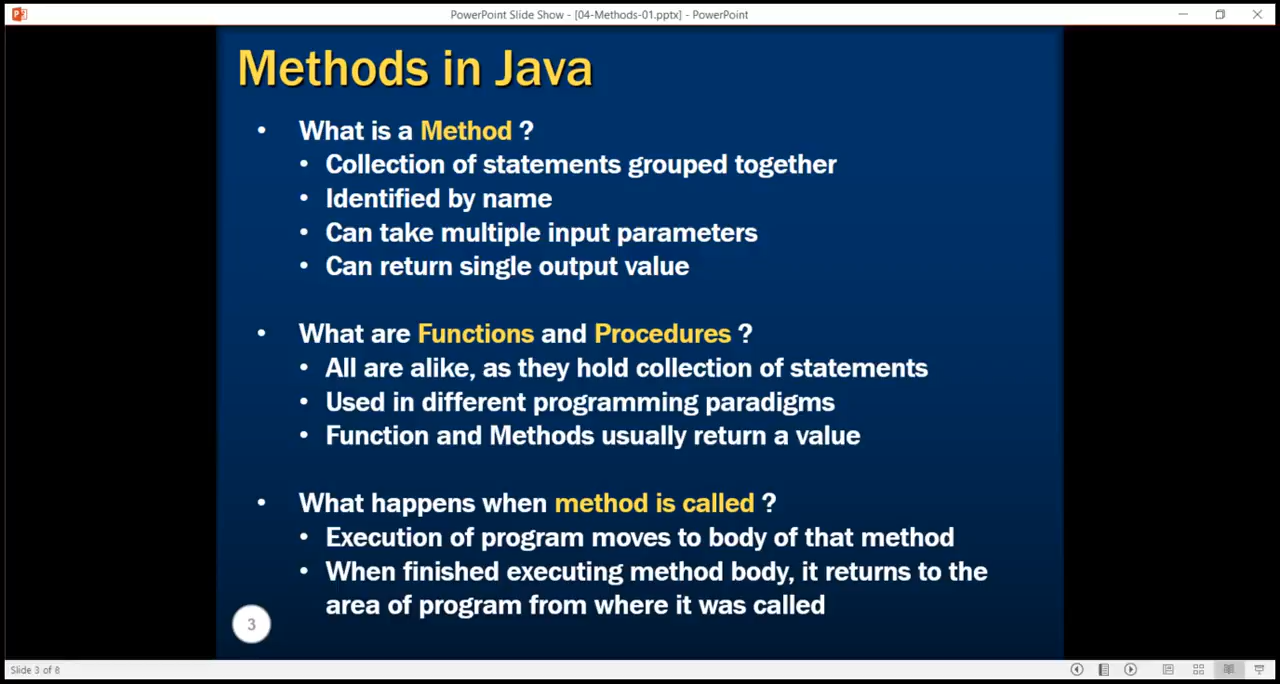 PowerPoint Slide Show - [04-Methods-01.pptx] - PowerPoint
Methods in Java
• What is a Method ?
• Collection of statements grouped together
• Identified by name
• Can take multiple input parameters
• Can return single output value
• What are Functions and Procedures ?
• All are alike, as they hold collection of statements
• Used in different programming paradigms
• Function and Methods usually return a value
• What happens when method is called ?
• Execution of program moves to body of that method
• When finished executing method body, it returns to the
area of program from where it was called
3
Slide 3 of 8